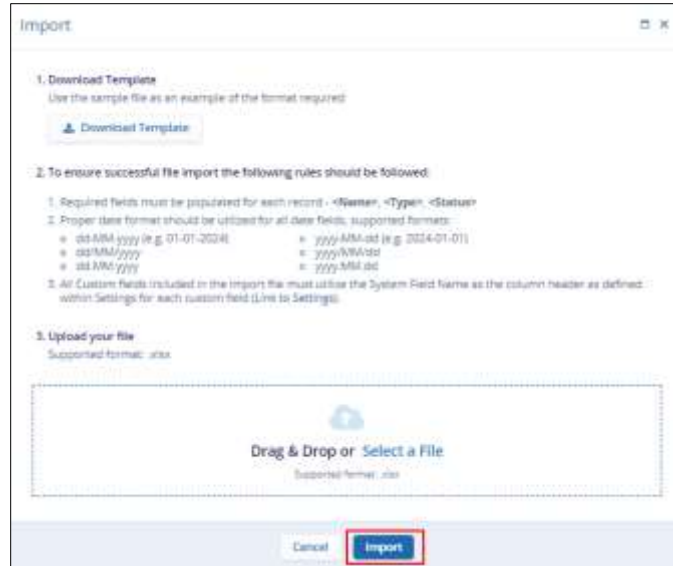 Import
1. Download Template
Use the sample file as an example of the format required
Download Template
2. To ensure successful file import the following rules should be followed:
1. Required fields must be populated for each record - <Name>, <Type>, <Status>
2. Proper date format should be utilized for all date fields, supported formats:
dd-MM-yyyy (e.g. 01-01-2024)
yyyy-MM-dd (e.g. 2024-01-01)
dd/MM/yyyy
yyyy/MM/dd
dd.MM.yyyy
yyyy.MM.dd
3. All Custom fields included in the import file must utilise the System Field Name as the column header as defined
within Settings for each custom field (Link to Settings).
3. Upload your file
Supported format: .xlsx
Drag & Drop or Select a File
Supported format: .xlsx
Cancel
Import